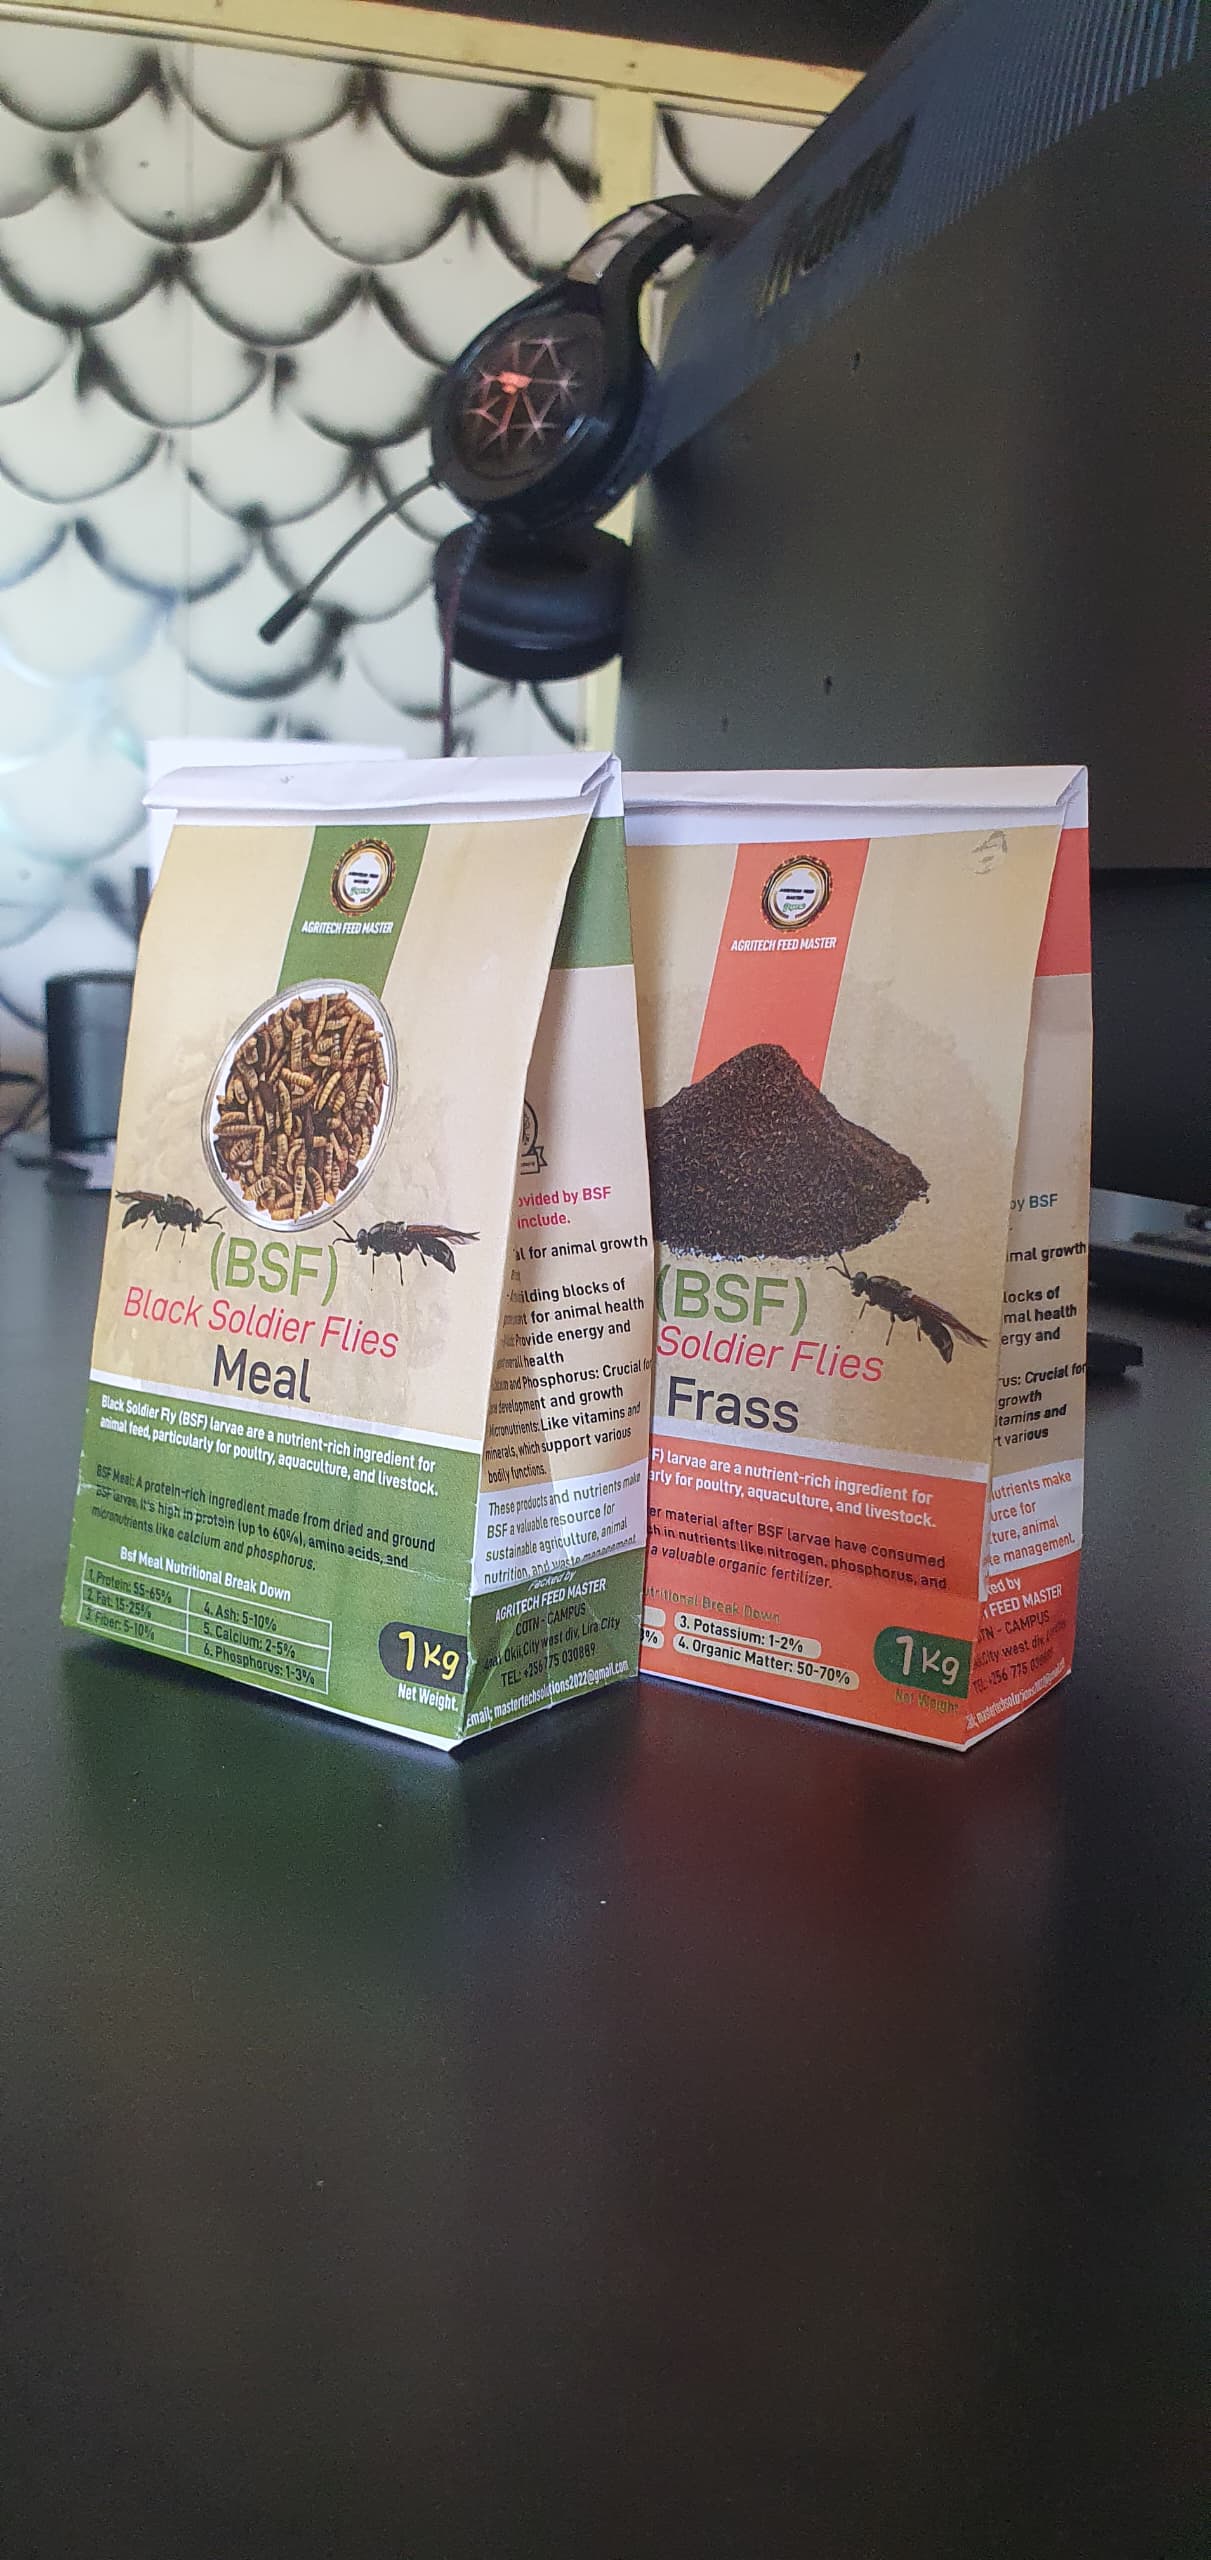 AGRITECH FEED MASTER
(BSF)
Black Soldier Flies
Meal
Black Soldier Fly (BSF) larvae are a nutrient-rich ingredient for
animal feed, particularly for poultry, aquaculture, and livestock.
BSF Meal: A protein-rich ingredient made from dried and ground
BSF larvae. It's high in protein (up to 60%), amino acids, and
micronutrients like calcium and phosphorus.
Bsf Meal Nutritional Break Down
1. Protein: 55-65%
2. Fat: 15-25%
3. Fiber: 5-10%
4. Ash: 5-10%
5. Calcium: 2-5%
6. Phosphorus: 1-3%
1Kg
Net Weight.
by BSF
include.
for animal growth
blocks of
for animal health
Provide energy and
health
and Phosphorus: Crucial for
development and growth
Micronutrients: Like vitamins and
minerals, which support various
bodily functions.
These products and nutrients make
BSF a valuable resource for
sustainable agriculture, animal
nutrition, and waste management
Packed by
AGRITECH FEED MASTER
COTN - CAMPUS
City west div, Lira City
TEL: +256 775 030889
Email; mastertechsolutions2022@gmail.com
AGRITECH FEED MASTER
(BSF)
Soldier Flies
Frass
larvae are a nutrient-rich ingredient for
for poultry, aquaculture, and livestock.
material after BSF larvae have consumed
in nutrients like nitrogen, phosphorus, and
a valuable organic fertilizer.
Break Down
3. Potassium: 1-2%
4. Organic Matter: 50-70%
1Kg
Net Weight
by BSF
growth
of
health
and
Crucial for
growth
and
various
make
for
animal
management.
by
FEED MASTER
- CAMPUS
City west div,
+256 775